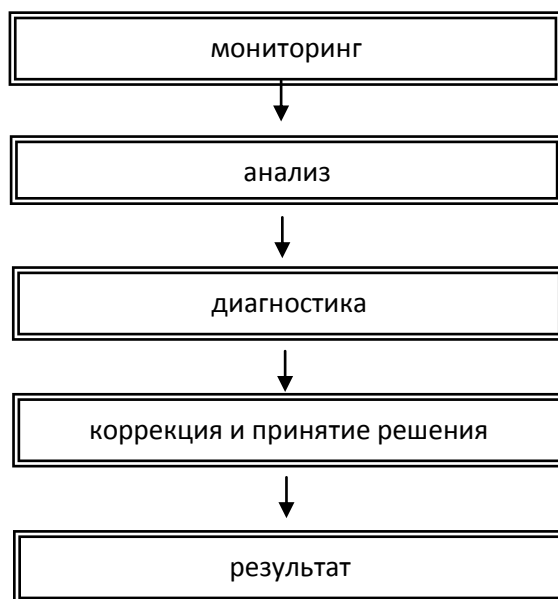 мониторинг
анализ
диагностика
коррекция и принятие решения
результат